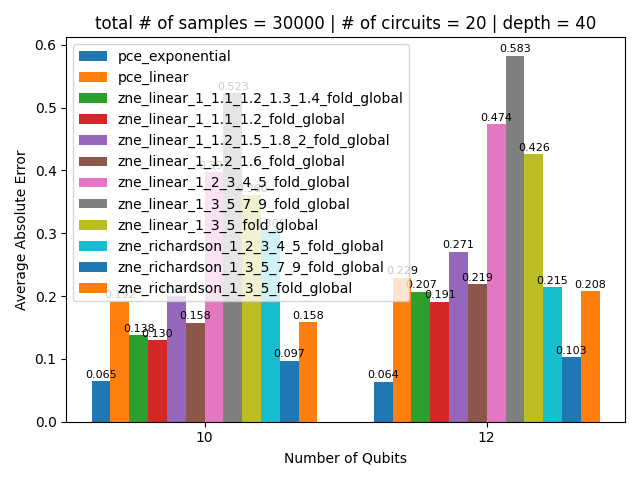 total # of samples = 30000 | # of circuits = 20 | depth = 40
Average Absolute Error
0.6
0.5
0.4
0.3
0.2
0.1
0.0
pce_exponential
pce_linear
zne_linear_1_1.1_1.2_1.3_1.4_fold_global
zne_linear_1_1.1_1.2_fold_global
zne_linear_1_1.2_1.5_1.8_2_fold_global
zne_linear_1_1.2_1.6_fold_global
zne_linear_1_2_3_4_5_fold_global
zne_linear_1_3_5_7_9_fold_global
zne_linear_1_3_5_fold_global
zne_richardson_1_2_3_4_5_fold_global
zne_richardson_1_3_5_7_9_fold_global
zne_richardson_1_3_5_fold_global
0.065
0.192
0.138
0.130
0.158
0.523
0.097
0.158
0.064
0.229
0.207
0.191
0.271
0.219
0.474
0.583
0.426
0.215
0.103
0.208
10
12
Number of Qubits